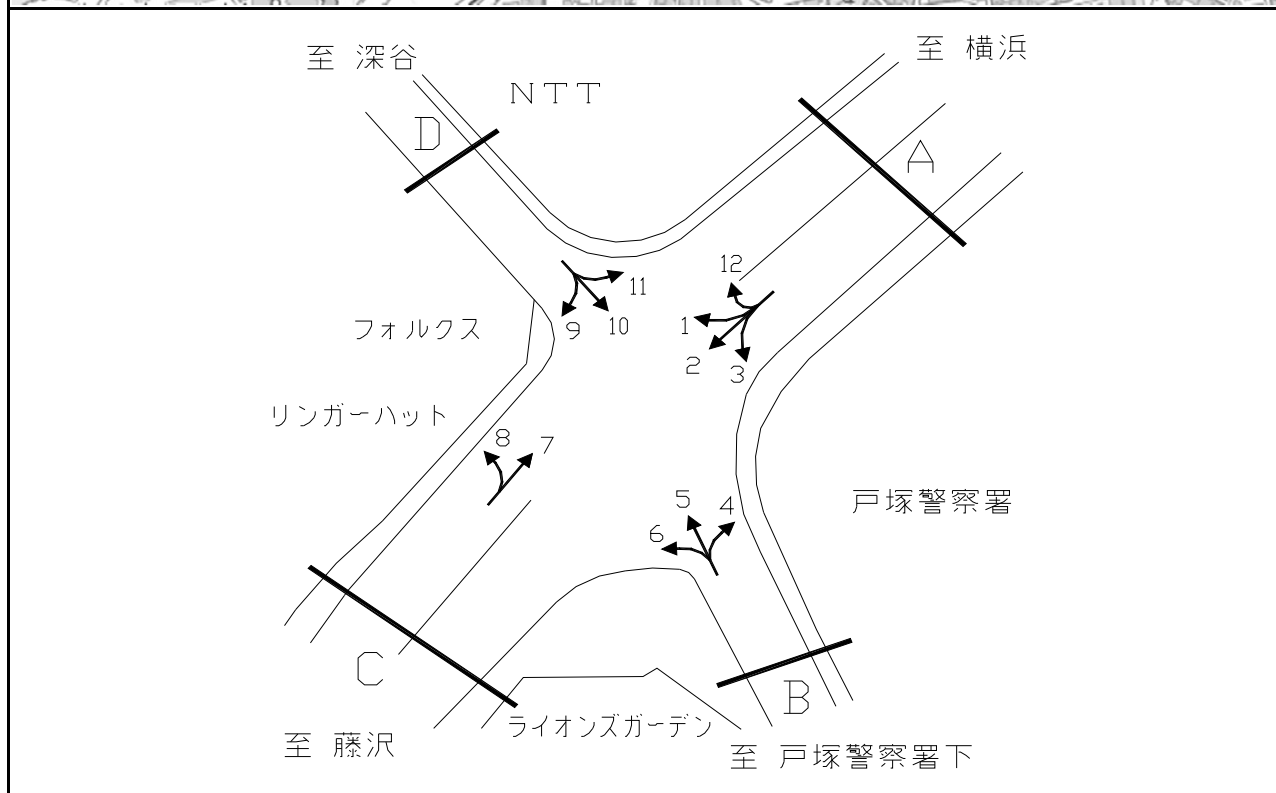 至 横浜
至 深谷
NTT
D
A
12
11
1
10
9
フォルクス
2
3
リンガーハット
8
7
5
4
戸塚警察署
6
C
B
ライオンズガーデン
至 藤沢
至 戸塚警察署下